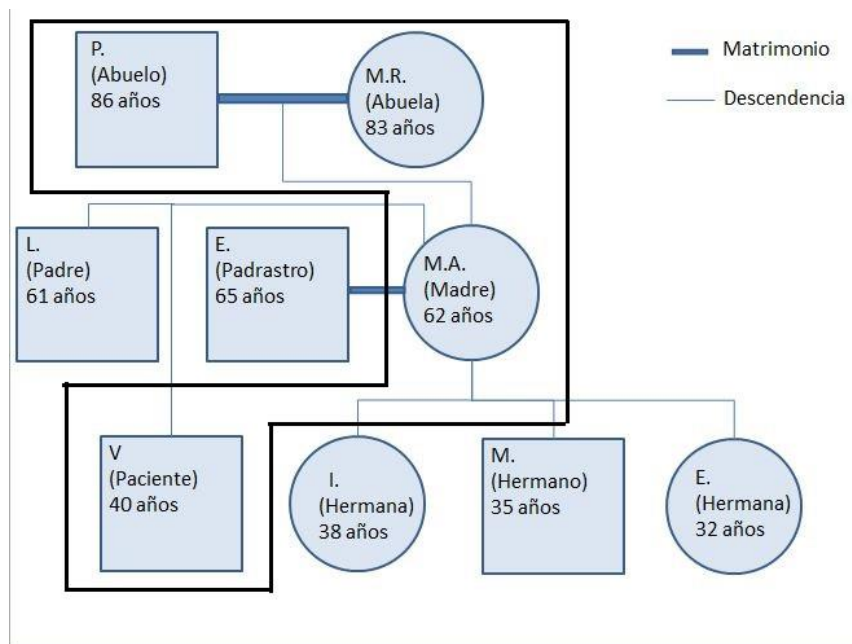 P.
(Abuelo)
86 años
M.R.
(Abuela)
83 años
Matrimonio
Descendencia
L.
(Padre)
61 años
E.
(Padrastro)
65 años
M.A.
(Madre)
62 años
V
(Paciente)
40 años
I.
(Hermana)
38 años
M.
(Hermano)
35 años
E.
(Hermana)
32 años